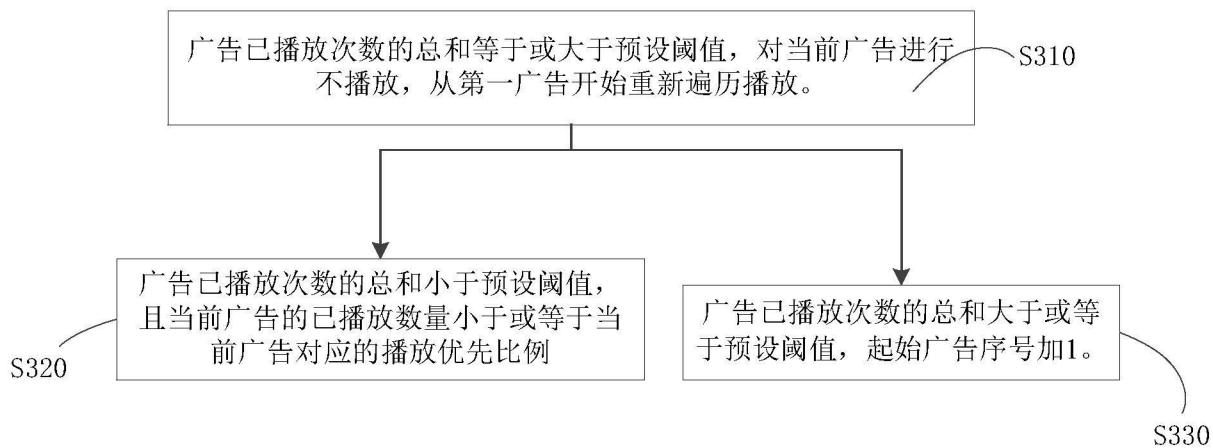 广告已播放次数的总和等于或大于预设阈值，对当前广告进行
不播放，从第一广告开始重新遍历播放。
S310
广告已播放次数的总和小于预设阈值，
且当前广告的已播放数量小于或等于当
前广告对应的播放优先比例
S320
广告已播放次数的总和大于或等
于预设阈值，起始广告序号加1。
S330